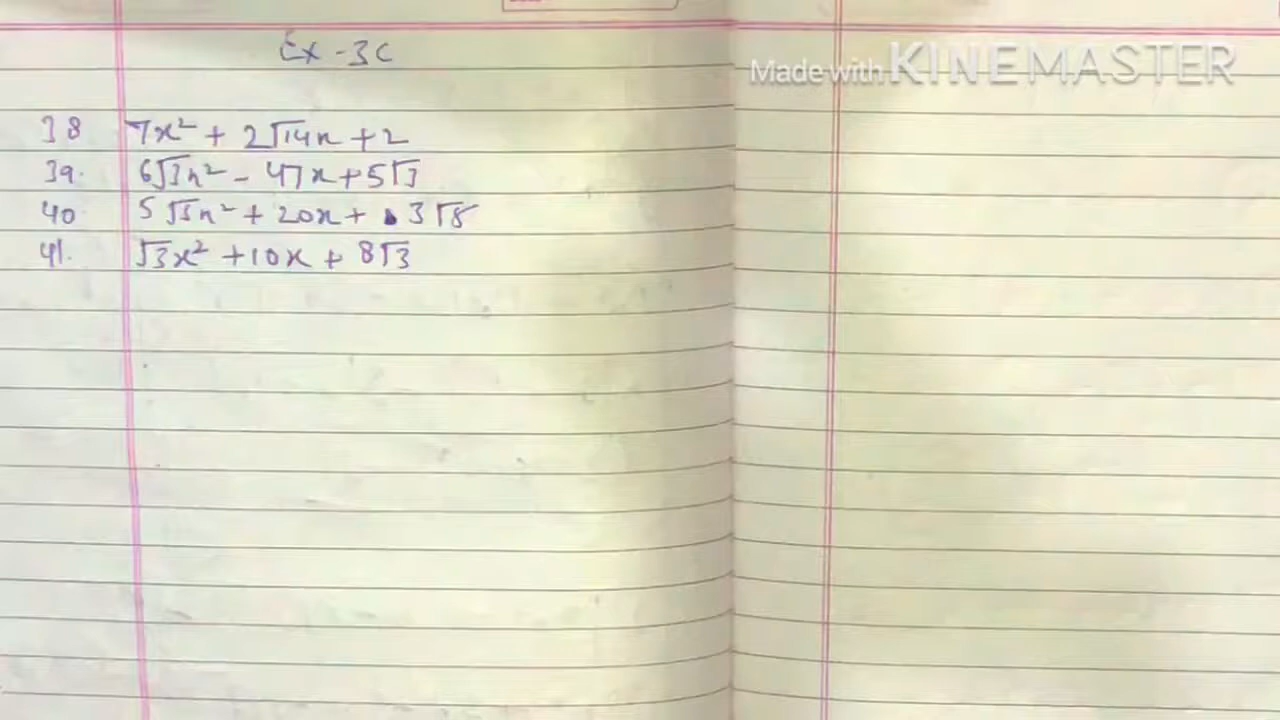 Ex - 3C
Made with KINEMASTER
38 7x² + 2√14x + 2
39. 6√3x² - 47x + 5√3
40 5√5x² + 20x + 3√5
41. √3x² + 10x + 8√3